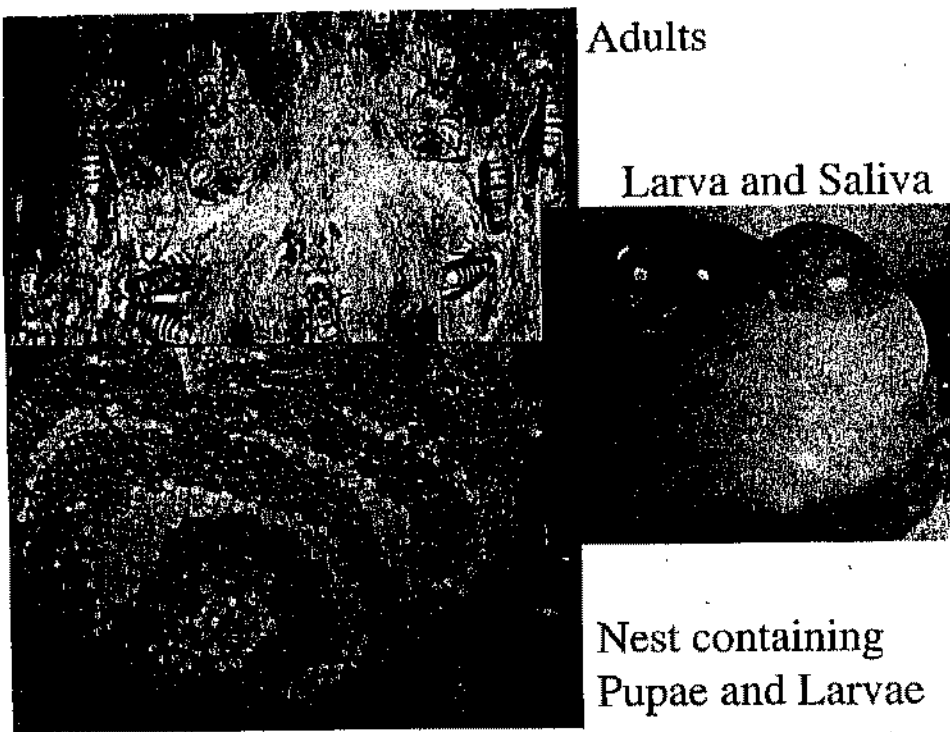 Adults
Larva and Saliva
Nest containing
Pupae and Larvae